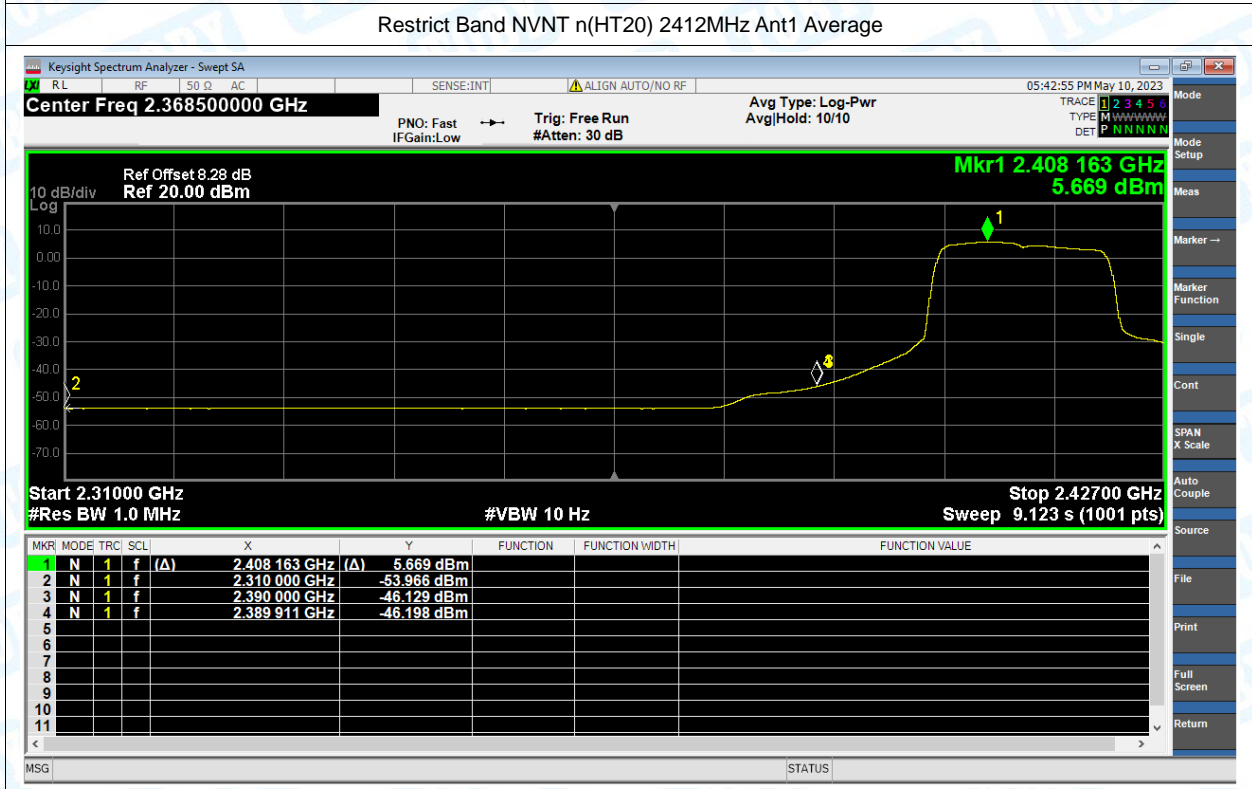 Restrict Band NVNT n(HT20) 2412MHz Ant1 Average
Keysight Spectrum Analyzer - Swept SA
LXI RL RF 50 Ω AC SENSE:INT ALIGN AUTO/NO RF 05:42:55 PM May 10, 2023
Center Freq 2.368500000 GHz
PNO: Fast
IFGain:Low
Trig: Free Run
#Atten: 30 dB
Avg Type: Log-Pwr
Avg|Hold: 10/10
TRACE 1 2 3 4 5 6
TYPE M WWWWW
DET P N N N N N
Mkr1 2.408 163 GHz
5.669 dBm
Ref Offset 8.28 dB
10 dB/div Ref 20.00 dBm
Log
10.0
0.00
-10.0
-20.0
-30.0
-40.0
-50.0
-60.0
-70.0
1
2
Start 2.31000 GHz Stop 2.42700 GHz
#Res BW 1.0 MHz #VBW 10 Hz Sweep 9.123 s (1001 pts)
MKR MODE TRC SCL X Y FUNCTION FUNCTION WIDTH FUNCTION VALUE
1 N 1 f (Δ) 2.408 163 GHz (Δ) 5.669 dBm
2 N 1 f 2.310 000 GHz -53.966 dBm
3 N 1 f 2.390 000 GHz -46.129 dBm
4 N 1 f 2.389 911 GHz -46.198 dBm
5
6
7
8
9
10
11
MSG STATUS
Mode
Mode
Setup
Meas
Marker →
Marker
Function
Single
Cont
SPAN
X Scale
Auto
Couple
Source
File
Print
Full
Screen
Return